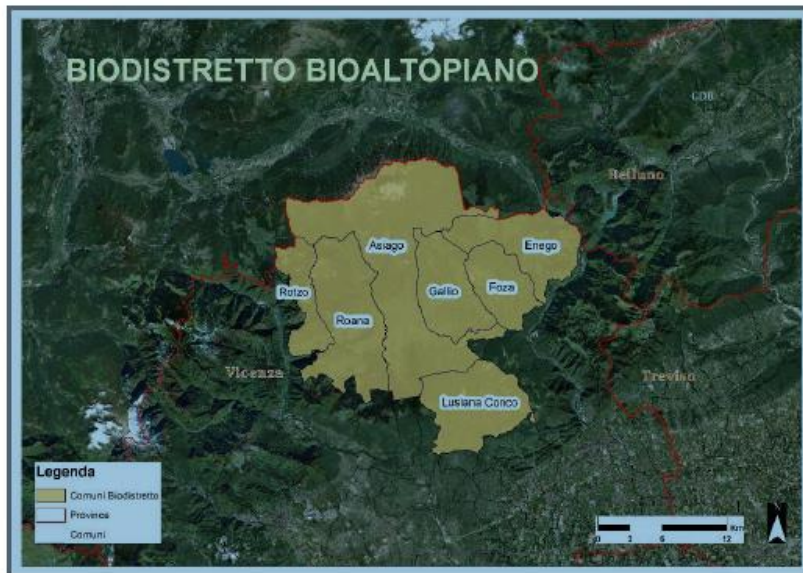 BIODISTRETTO BIOALTOPIANO
Belluno
Asiago
Enego
Rotzo
Gallio
Foza
Roana
Vicenza
Treviso
Lusiana Conco
Legenda
Comuni Biodistretto
Provincia
Comuni
Km
0 3 6 12
N